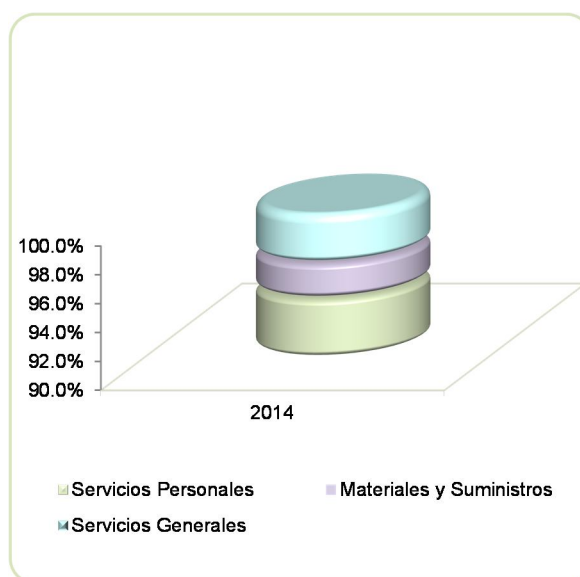 100.0%
98.0%
96.0%
94.0%
92.0%
90.0%
2014
Servicios Personales
Materiales y Suministros
Servicios Generales